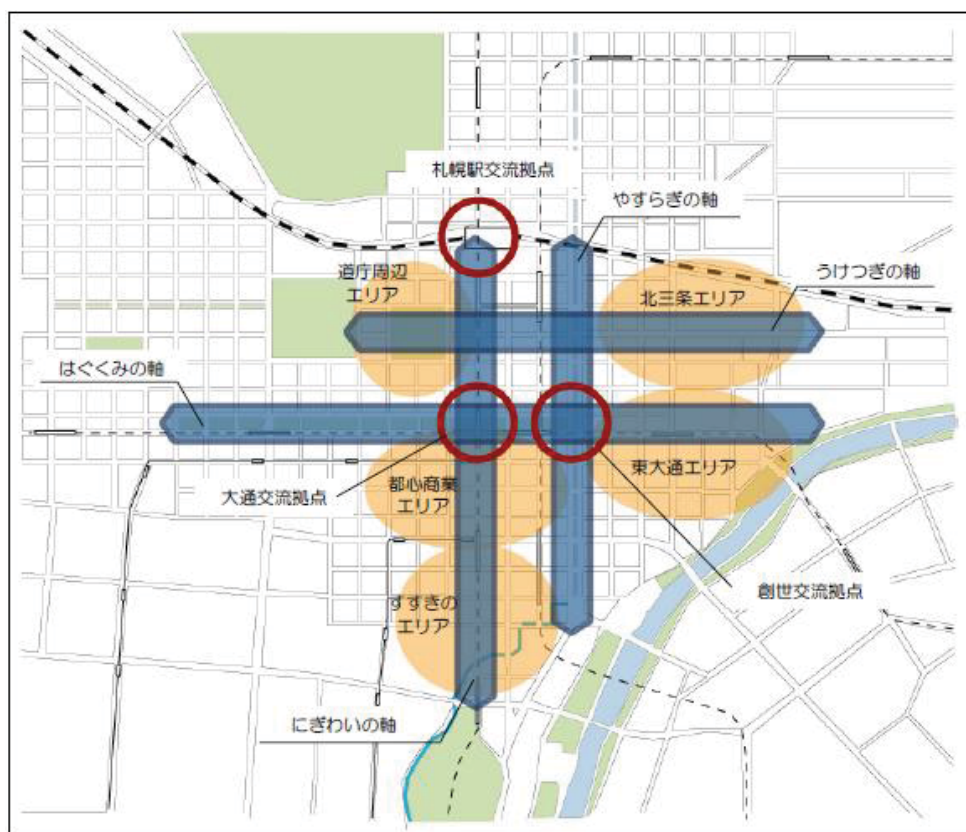 札幌駅交流拠点
やすらぎの軸
道庁周辺
エリア
うけつぎの軸
北三条エリア
はぐくみの軸
大通交流拠点
都心商業
エリア
東大通エリア
創世交流拠点
すすきの
エリア
にぎわいの軸